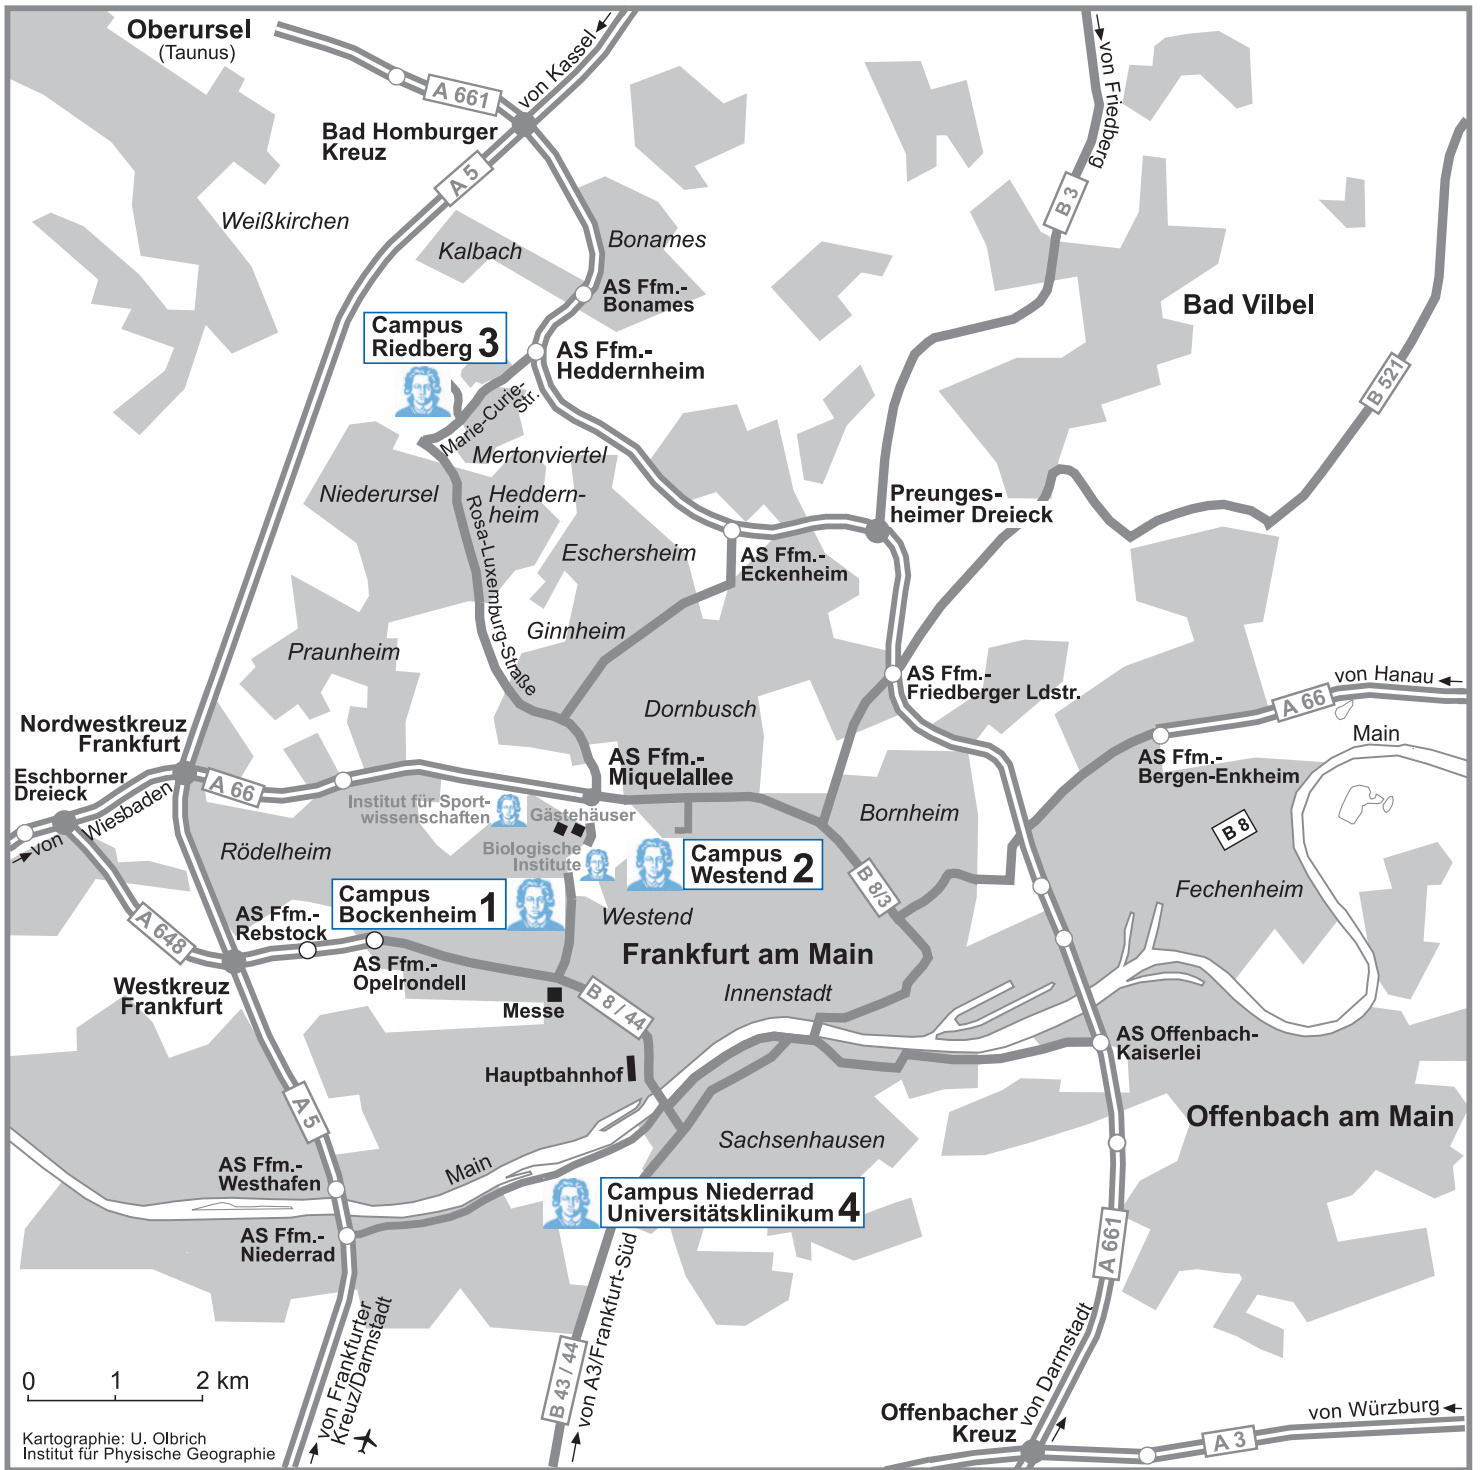 Oberursel
(Taunus)
A 661
von Kassel
von Friedberg
Bad Homburger
Kreuz
A 5
B 3
Weißkirchen
Kalbach
Bonames
AS Ffm.-
Bonames
Bad Vilbel
Campus
Riedberg 3
AS Ffm.-
Heddernheim
B 521
Marie-Curie-
Str.
Mertonviertel
Niederursel
Heddern-
heim
Rosa-Luxemburg-Straße
Preunges-
heimer Dreieck
Eschersheim
AS Ffm.-
Eckenheim
Ginnheim
Praunheim
AS Ffm.-
Friedberger Ldstr.
von Hanau
A 66
Dornbusch
Nordwestkreuz
Frankfurt
Main
AS Ffm.-
Miquelallee
AS Ffm.-
Bergen-Enkheim
Eschborner
Dreieck
A 66
von Wiesbaden
Institut für Sport-
wissenschaften
Gästehäuser
Bornheim
B 8
Rödelheim
Biologische
Institute
Campus
Westend 2
B 8/3
Fechenheim
Campus
Bockenheim 1
Westend
A 648
AS Ffm.-
Rebstock
Frankfurt am Main
AS Ffm.-
Opelrondell
Westkreuz
Frankfurt
Innenstadt
Messe
B 8 / 44
AS Offenbach-
Kaiserlei
Hauptbahnhof
A 5
Offenbach am Main
Sachsenhausen
Main
AS Ffm.-
Westhafen
Campus Niederrad
Universitätsklinikum 4
AS Ffm.-
Niederrad
A 661
von Frankfurter
Kreuz/Darmstadt
von A3/Frankfurt-Süd
B 43 / 44
von Darmstadt
0 1 2 km
Offenbacher
Kreuz
von Würzburg
A 3
Kartographie: U. Olbrich
Institut für Physische Geographie